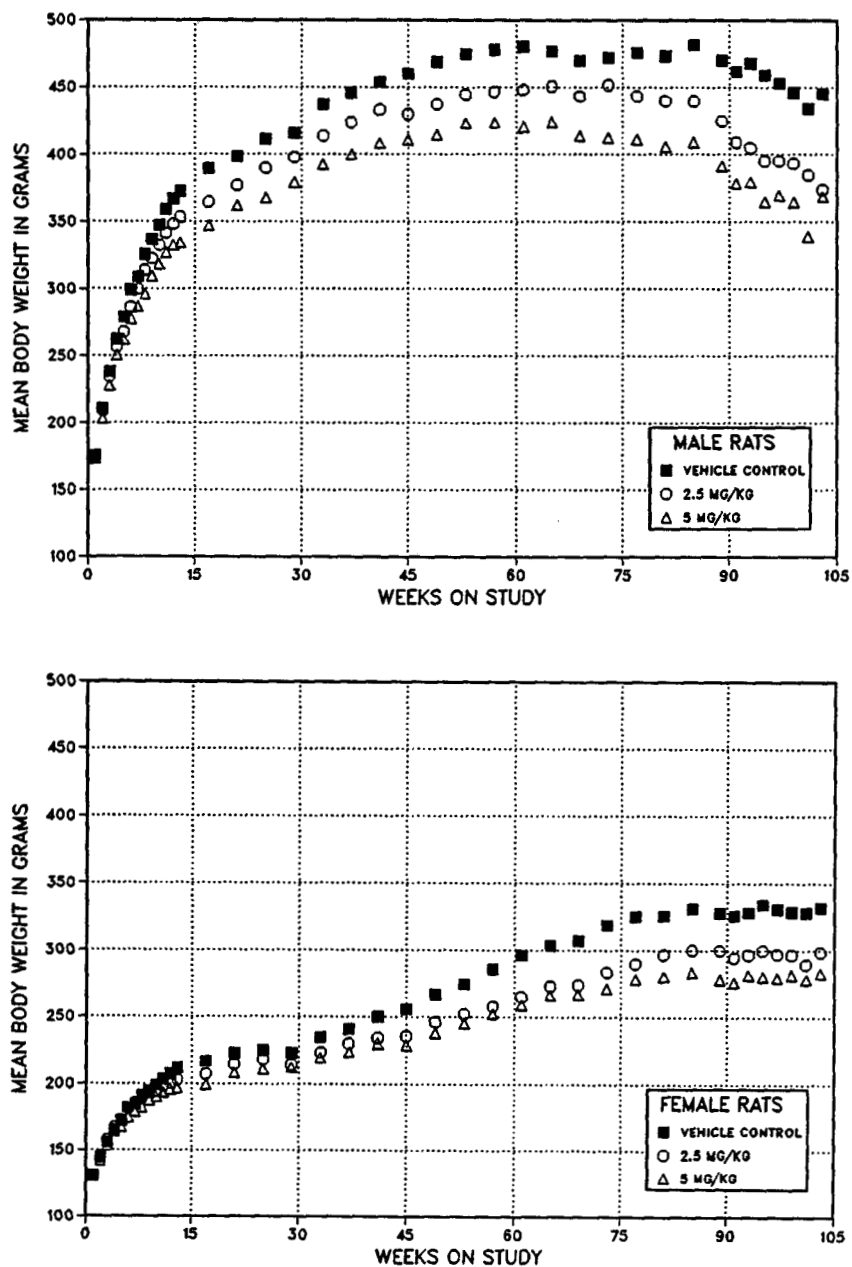 500
450
400
350
300
250
200
150
100
MEAN BODY WEIGHT IN GRAMS
MALE RATS
■ VEHICLE CONTROL
○ 2.5 MG/KG
△ 5 MG/KG
0 15 30 45 60 75 90 105
WEEKS ON STUDY
500
450
400
350
300
250
200
150
100
MEAN BODY WEIGHT IN GRAMS
FEMALE RATS
■ VEHICLE CONTROL
○ 2.5 MG/KG
△ 5 MG/KG
0 15 30 45 60 75 90 105
WEEKS ON STUDY